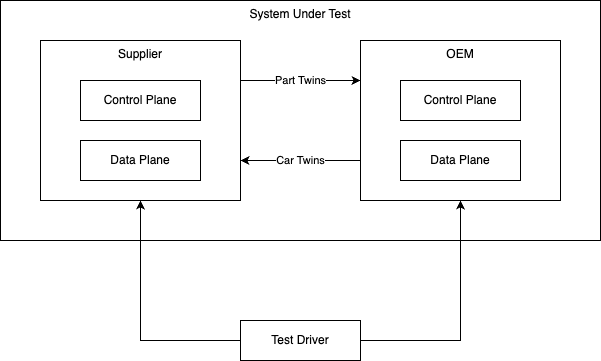 System Under Test
Supplier
OEM
Control Plane
Part Twins
Control Plane
Data Plane
Car Twins
Data Plane
Test Driver